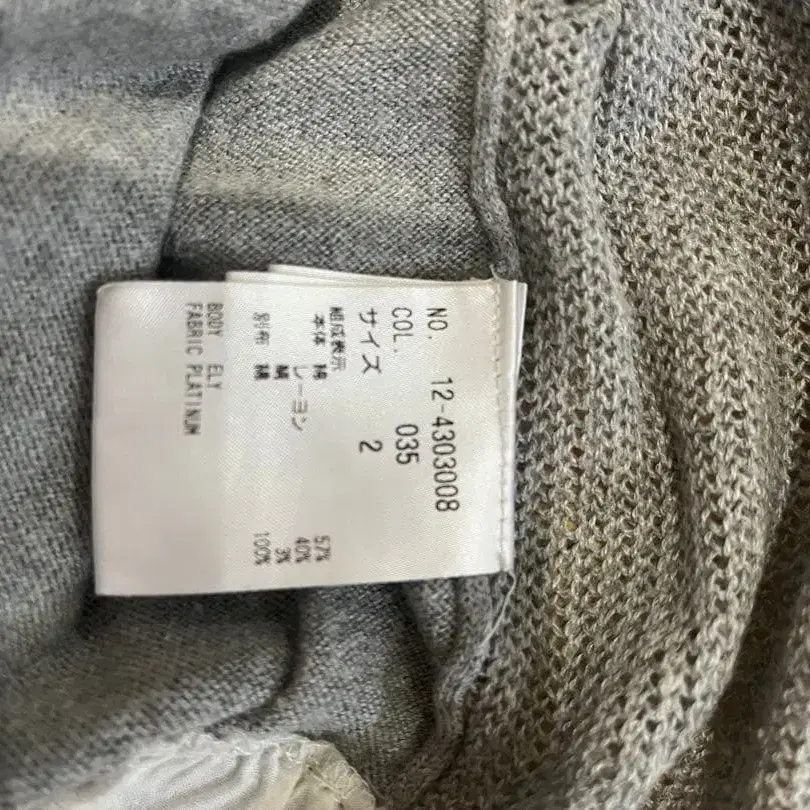 NO. 12-4303008
COL. 035
サイズ 2
組成表示
本体 綿 57%
レーヨン 40%
絹 3%
別布 綿 100%
BODY ELY
FABRIC PLATINUM